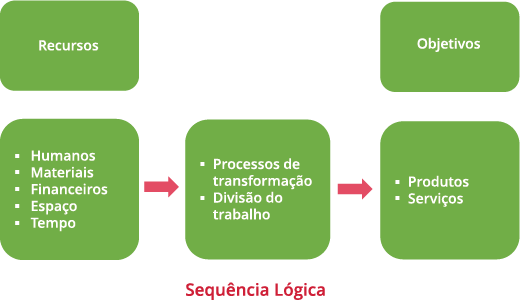 Recursos
Objetivos
▪ Humanos
▪ Materiais
▪ Financeiros
▪ Espaço
▪ Tempo
▪ Processos de
transformação
▪ Divisão do
trabalho
▪ Produtos
▪ Serviços
Sequência Lógica